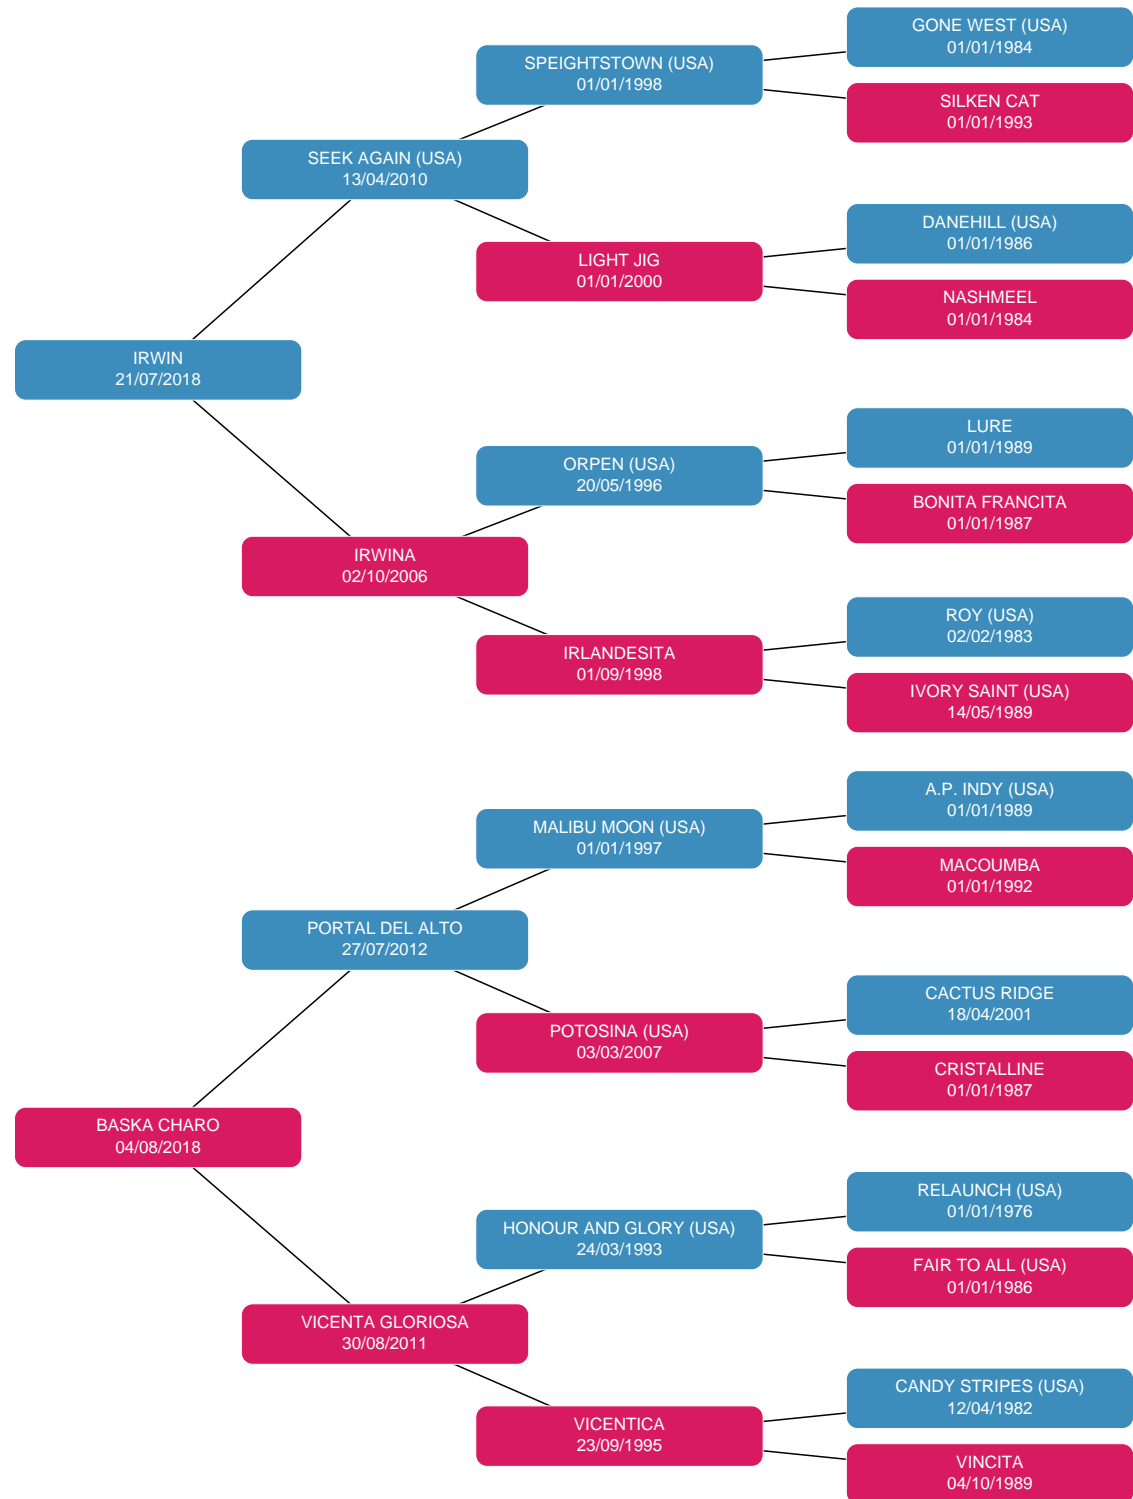 GONE WEST (USA)
01/01/1984
SPEIGHTSTOWN (USA)
01/01/1998
SILKEN CAT
01/01/1993
SEEK AGAIN (USA)
13/04/2010
DANEHILL (USA)
01/01/1986
LIGHT JIG
01/01/2000
NASHMEEL
01/01/1984
IRWIN
21/07/2018
LURE
01/01/1989
ORPEN (USA)
20/05/1996
BONITA FRANCITA
01/01/1987
IRWINA
02/10/2006
ROY (USA)
02/02/1983
IRLANDESITA
01/09/1998
IVORY SAINT (USA)
14/05/1989
A.P. INDY (USA)
01/01/1989
MALIBU MOON (USA)
01/01/1997
MACOUMBA
01/01/1992
PORTAL DEL ALTO
27/07/2012
CACTUS RIDGE
18/04/2001
POTOSINA (USA)
03/03/2007
CRISTALLINE
01/01/1987
BASKA CHARO
04/08/2018
RELAUNCH (USA)
01/01/1976
HONOUR AND GLORY (USA)
24/03/1993
FAIR TO ALL (USA)
01/01/1986
VICENTA GLORIOSA
30/08/2011
CANDY STRIPES (USA)
12/04/1982
VICENTICA
23/09/1995
VINCITA
04/10/1989